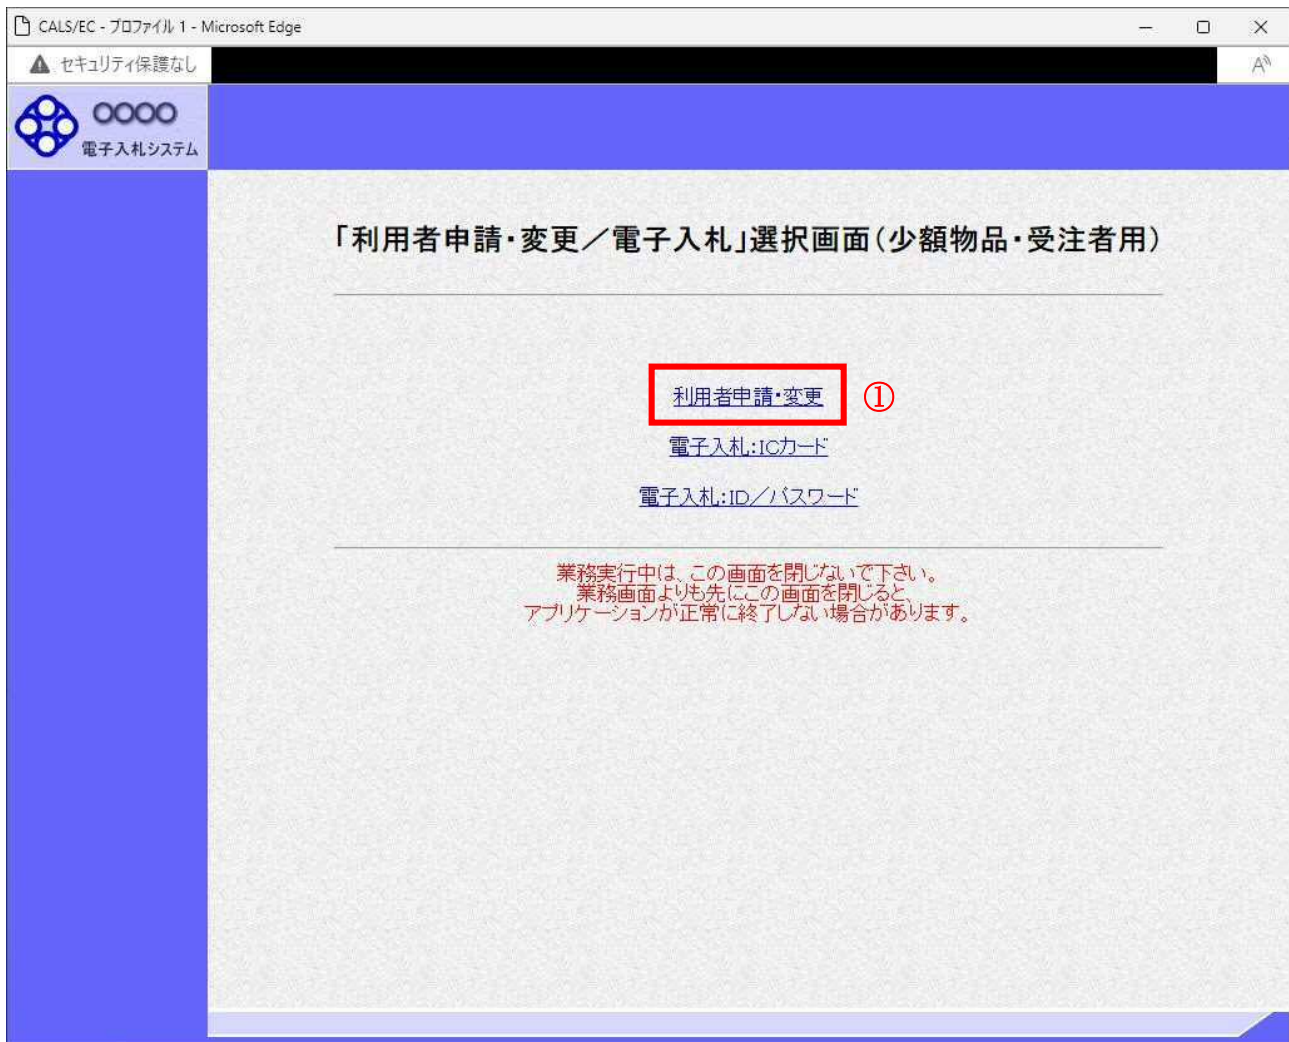 CALS/EC - プロファイル 1 - Microsoft Edge
セキュリティ保護なし
〇〇〇〇
電子入札システム
「利用者申請・変更／電子入札」選択画面（少額物品・受注者用）
利用者申請・変更 ①
電子入札：ICカード
電子入札：ID／パスワード
業務実行中は、この画面を閉じないで下さい。
業務画面よりも先にこの画面を閉じると、
アプリケーションが正常に終了しない場合があります。